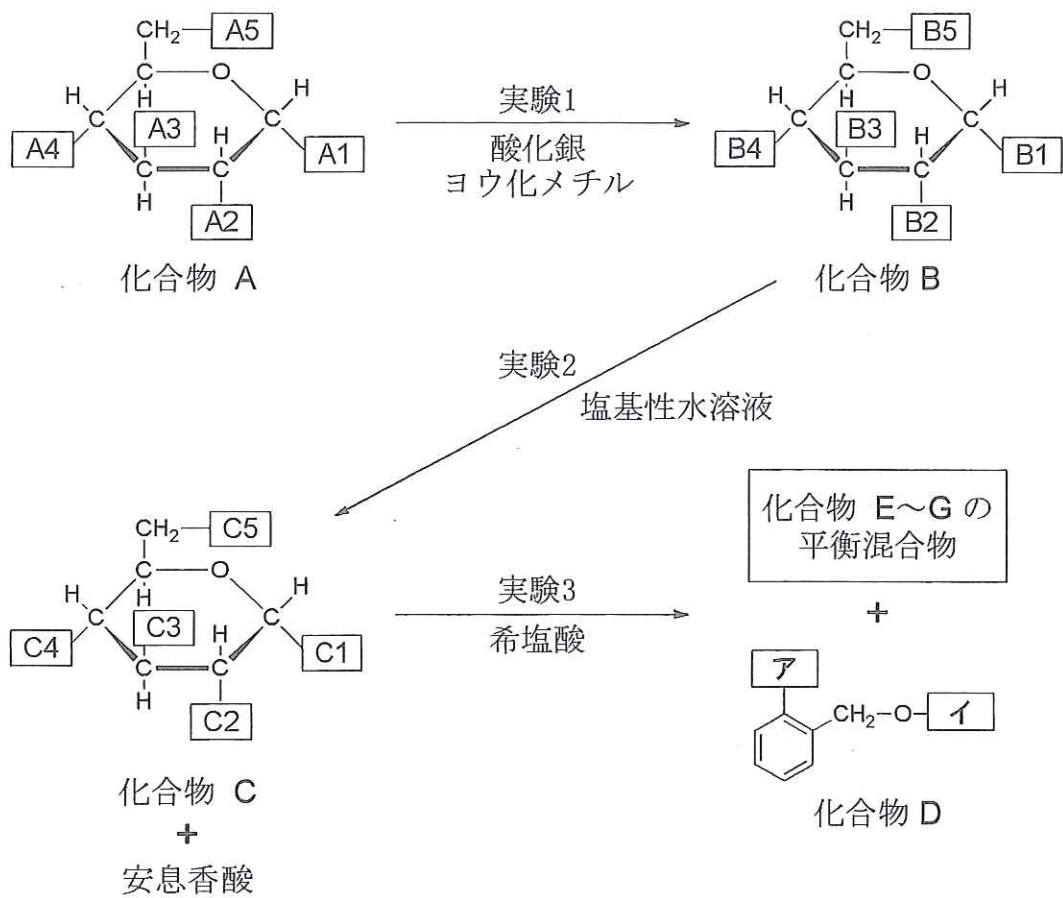 CH2 A5
C O
H H
C A3 H C
A4 H A1
C C
H A2
化合物 A
実験1
酸化銀
ヨウ化メチル
CH2 B5
C O
H H
C B3 H C
B4 H B1
C C
H B2
化合物 B
実験2
塩基性水溶液
CH2 C5
C O
H H
C C3 H C
C4 H C1
C C
H C2
化合物 C
+
安息香酸
実験3
希塩酸
化合物 E～G の
平衡混合物
+
ア
CH2-O-イ
化合物 D